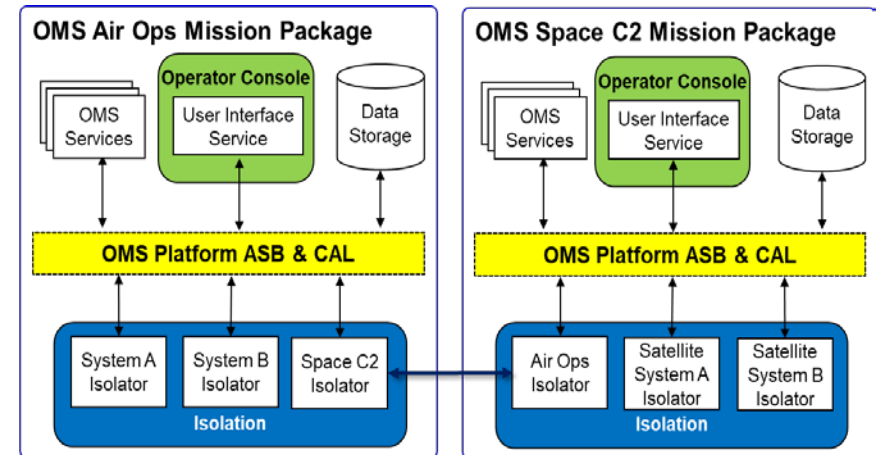 OMS Air Ops Mission Package
OMS
Services
Operator Console
User Interface
Service
Data
Storage
OMS Platform ASB & CAL
System A
Isolator
System B
Isolator
Space C2
Isolator
Isolation
OMS Space C2 Mission Package
OMS
Services
Operator Console
User Interface
Service
Data
Storage
OMS Platform ASB & CAL
Air Ops
Isolator
Satellite
System A
Isolator
Satellite
System B
Isolator
Isolation